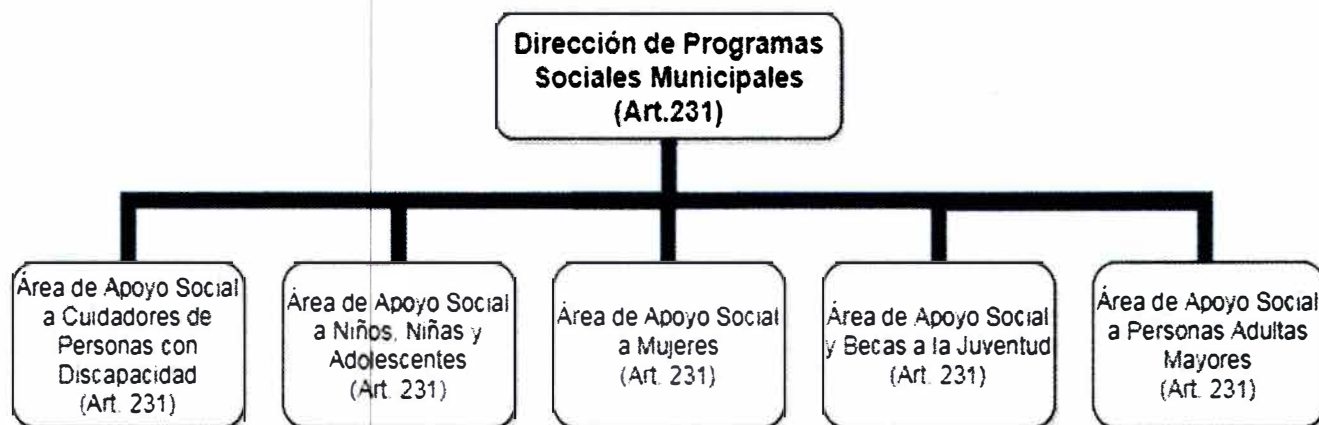 Dirección de Programas
Sociales Municipales
(Art.231)
Área de Apoyo Social
a Cuidadores de
Personas con
Discapacidad
(Art. 231)
Área de Apoyo Social
a Niños, Niñas y
Adolescentes
(Art. 231)
Área de Apoyo Social
a Mujeres
(Art. 231)
Área de Apoyo Social
y Becas a la Juventud
(Art. 231)
Área de Apoyo Social
a Personas Adultas
Mayores
(Art. 231)